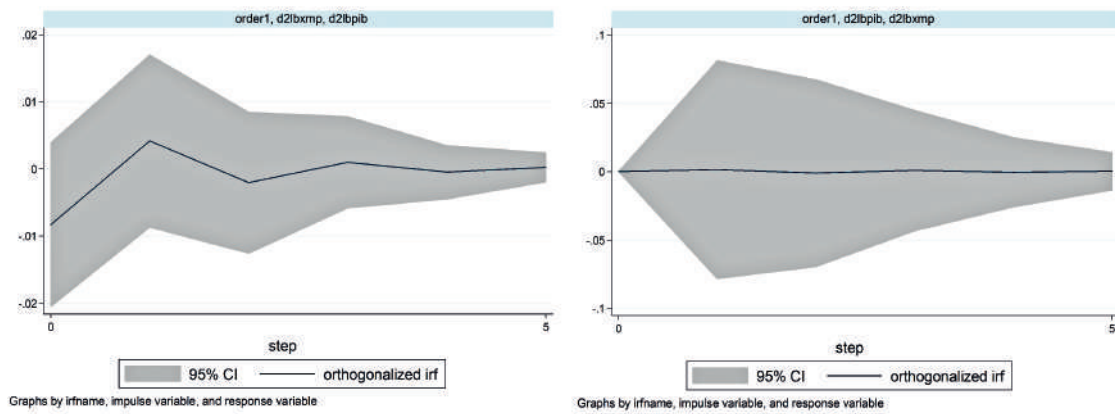 order1, d2lbxmp, d2lbpib
.02
.01
0
-.01
-.02
0
5
step
95% CI
orthogonalized irf
Graphs by irfname, impulse variable, and response variable
order1, d2lbpib, d2lbxmp
.1
.05
0
-.05
-.1
0
5
step
95% CI
orthogonalized irf
Graphs by irfname, impulse variable, and response variable